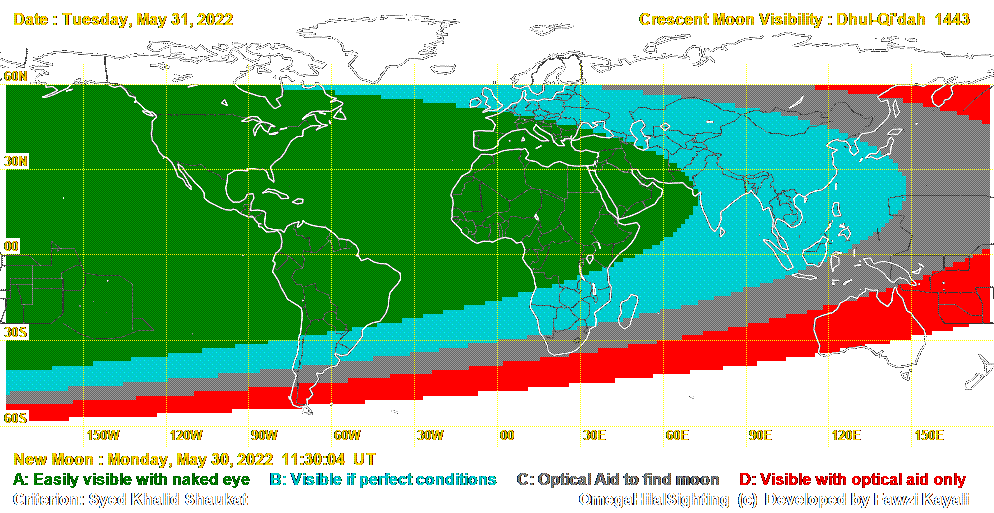 Date : Tuesday, May 31, 2022
Crescent Moon Visibility : Dhul-Qi'dah 1443
60N
30N
00
30S
60S
150W 120W 90W 60W 30W 00 30E 60E 90E 120E 150E
New Moon : Monday, May 30, 2022 11:30:04 UT
A: Easily visible with naked eye B: Visible if perfect conditions C: Optical Aid to find moon D: Visible with optical aid only
Criterion: Syed Khalid Shaukat OmegaHilalSighting (c) Developed by Fawzi Kayali